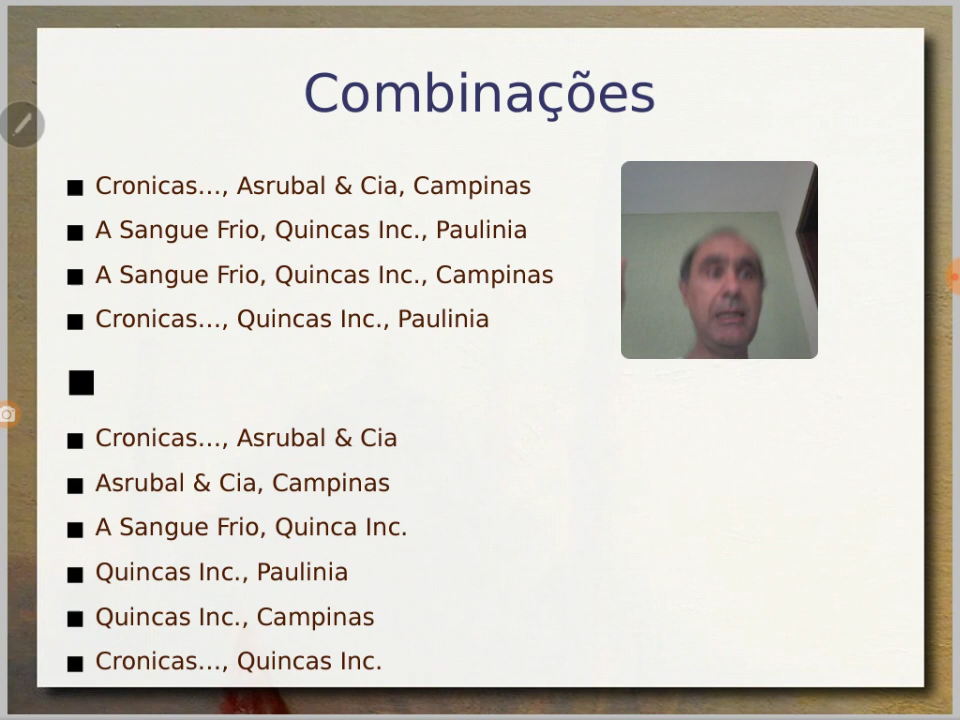 Combinações
Cronicas..., Asrubal & Cia, Campinas
A Sangue Frio, Quincas Inc., Paulinia
A Sangue Frio, Quincas Inc., Campinas
Cronicas..., Quincas Inc., Paulinia
Cronicas..., Asrubal & Cia
Asrubal & Cia, Campinas
A Sangue Frio, Quinca Inc.
Quincas Inc., Paulinia
Quincas Inc., Campinas
Cronicas..., Quincas Inc.